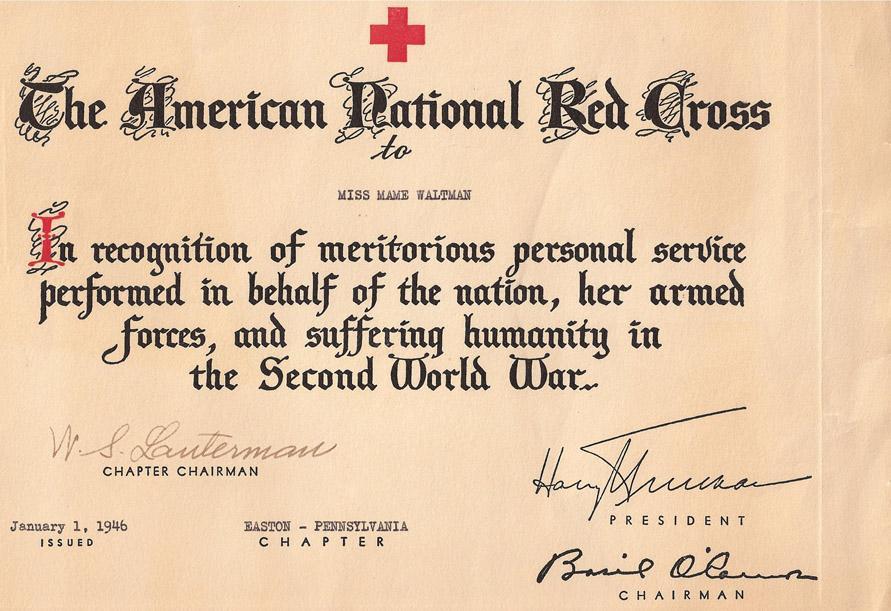 The American National Red Cross
to
MISS MAME WALTMAN
In recognition of meritorious personal service
performed in behalf of the nation, her armed
forces, and suffering humanity in
the Second World War.
W. S. Lauterman
CHAPTER CHAIRMAN
Harry Truman
PRESIDENT
January 1, 1946
ISSUED
EASTON - PENNSYLVANIA
CHAPTER
Basil O'Connor
CHAIRMAN